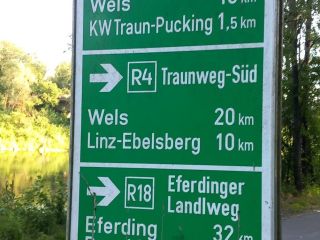 Wels km
KW Traun-Pucking 1,5 km
R4 Traunweg-Süd
Wels 20 km
Linz-Ebelsberg 10 km
R18 Eferdinger
Landlweg
Eferding 32 km